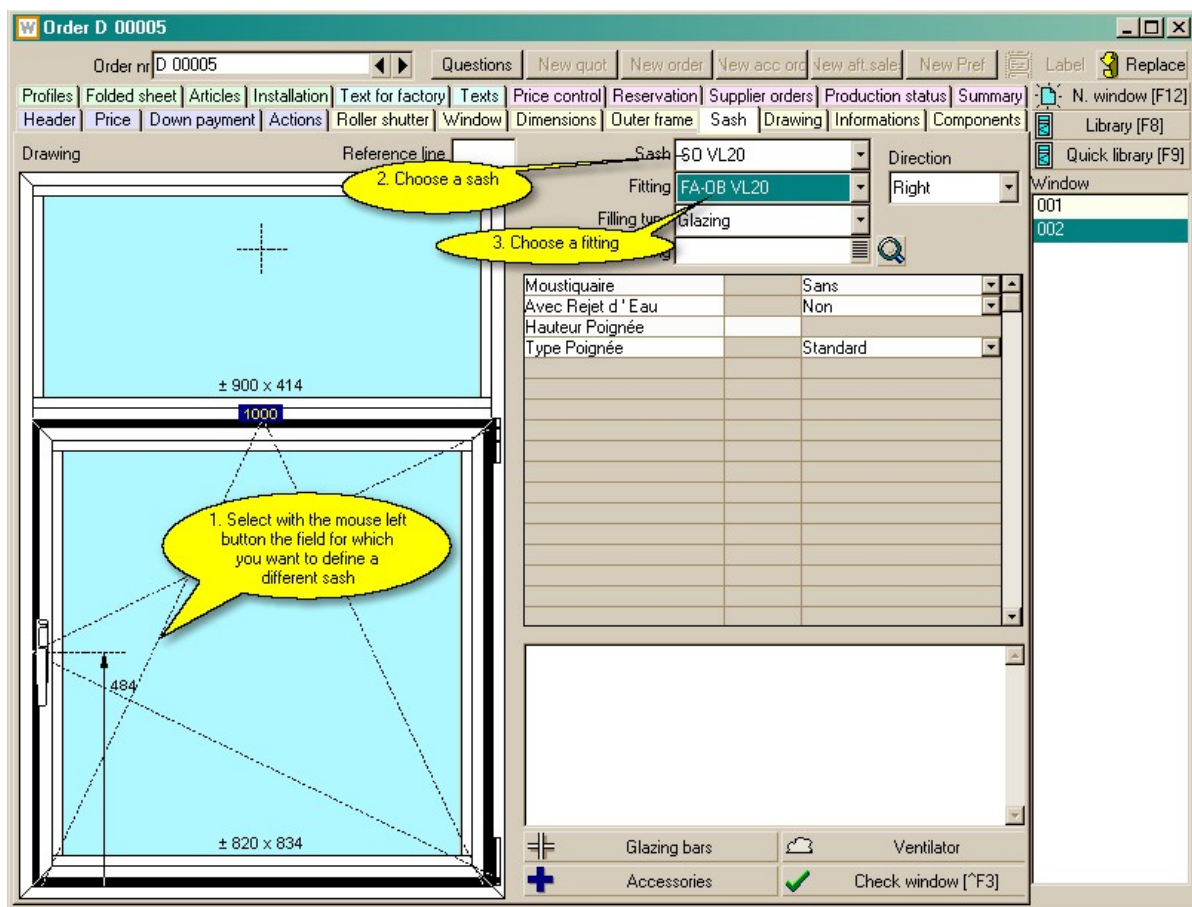 Order D 00005
Order nr D 00005 Questions New quot New order New acc ord New aft.sale New Pref Label Replace
Profiles Folded sheet Articles Installation Text for factory Texts Price control Reservation Supplier orders Production status Summary N. window [F12]
Header Price Down payment Actions Roller shutter Window Dimensions Outer frame Sash Drawing Informations Components Library [F8]
Quick library [F9]
Drawing Reference line Sash SO VL20 Direction
2. Choose a sash
Fitting FA-OB VL20 Right
Window
001
002
Filling type Glazing
3. Choose a fitting
Moustiquaire Sans
Avec Rejet d ' Eau Non
Hauteur Poignée
Type Poignée Standard
± 900 x 414
1000
1. Select with the mouse left
button the field for which
you want to define a
different sash
484
± 820 x 834
Glazing bars Ventilator
Accessories Check window [^F3]